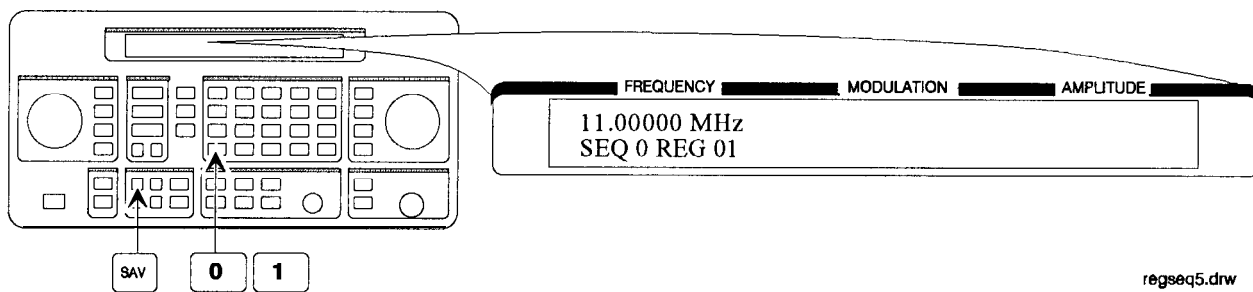 FREQUENCY MODULATION AMPLITUDE
11.00000 MHz
SEQ 0 REG 01
SAV 0 1
regseq5.drw